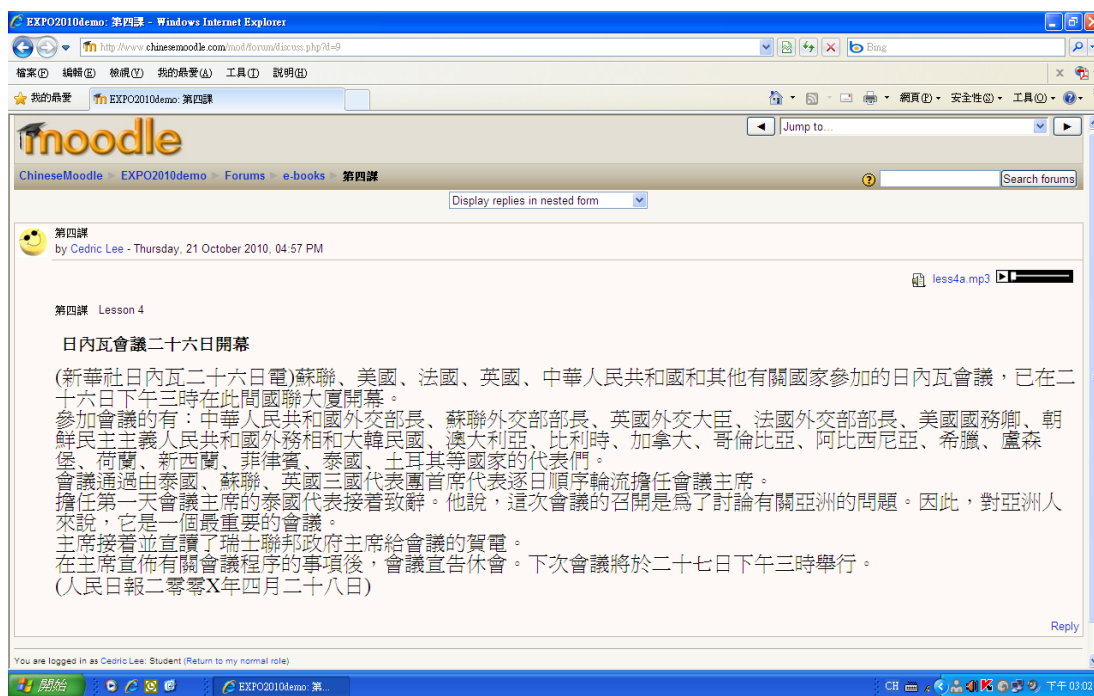 EXPO2010demo: 第四課 - Windows Internet Explorer
http://www.chinesemoodle.com/mod/forum/discuss.php?d=9
Bing
檔案(F) 編輯(E) 檢視(V) 我的最愛(A) 工具(T) 說明(H)
我的最愛 EXPO2010demo: 第四課 網頁(P) 安全性(S) 工具(O)
moodle Jump to...
ChineseMoodle ► EXPO2010demo ► Forums ► e-books ► 第四課 Search forums
Display replies in nested form
第四課
by Cedric Lee - Thursday, 21 October 2010, 04:57 PM
less4a.mp3
第四課 Lesson 4
日內瓦會議二十六日開幕
(新華社日內瓦二十六日電)蘇聯、美國、法國、英國、中華人民共和國和其他有關國家參加的日內瓦會議，已在二
十六日下午三時在此間國聯大廈開幕。
參加會議的有：中華人民共和國外交部長、蘇聯外交部部長、英國外交大臣、法國外交部部長、美國國務卿、朝
鮮民主主義人民共和國外務相和大韓民國、澳大利亞、比利時、加拿大、哥倫比亞、阿比西尼亞、希臘、盧森
堡、荷蘭、新西蘭、菲律賓、泰國、土耳其等國家的代表們。
會議通過由泰國、蘇聯、英國三國代表團首席代表逐日順序輪流擔任會議主席。
擔任第一天會議主席的泰國代表接着致辭。他說，這次會議的召開是爲了討論有關亞洲的問題。因此，對亞洲人
來說，它是一個最重要的會議。
主席接着並宣讀了瑞士聯邦政府主席給會議的賀電。
在主席宣佈有關會議程序的事項後，會議宣告休會。下次會議將於二十七日下午三時舉行。
(人民日報二零零X年四月二十八日)
Reply
You are logged in as Cedric Lee: Student (Return to my normal role)
開始 EXPO2010demo: 第... CH 下午 03:02